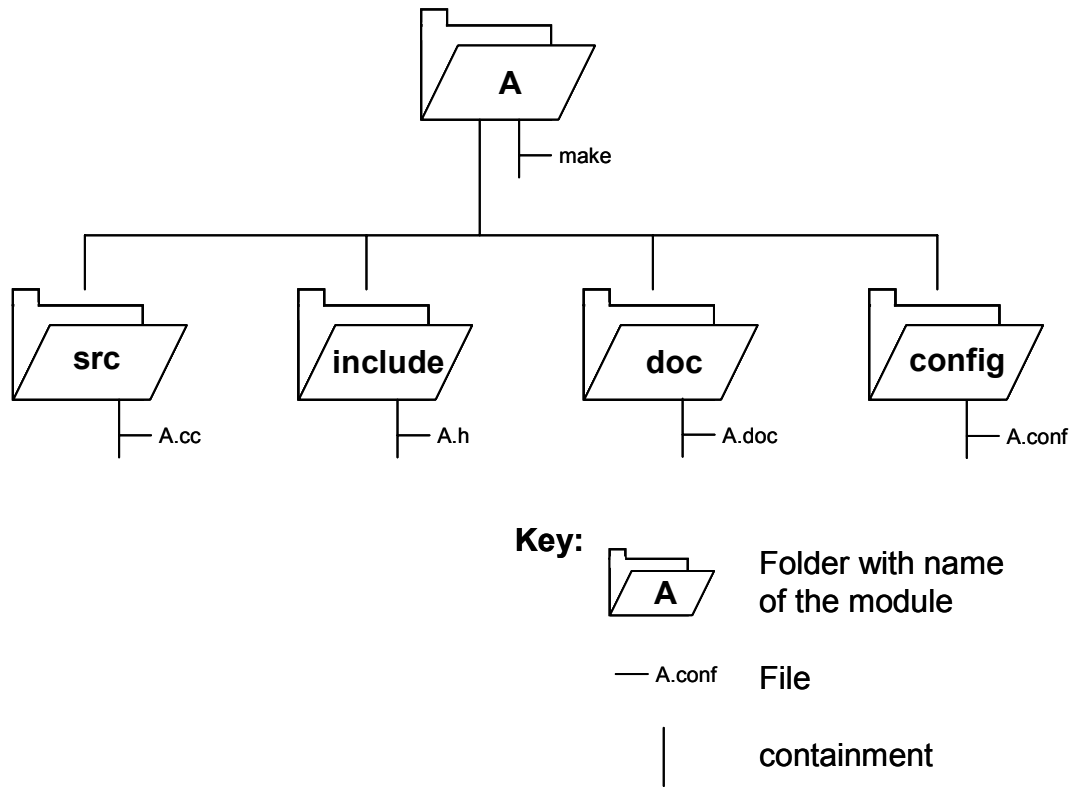 A
make
src
include
doc
config
A.cc
A.h
A.doc
A.conf
Key:
A
Folder with name
of the module
A.conf
File
containment